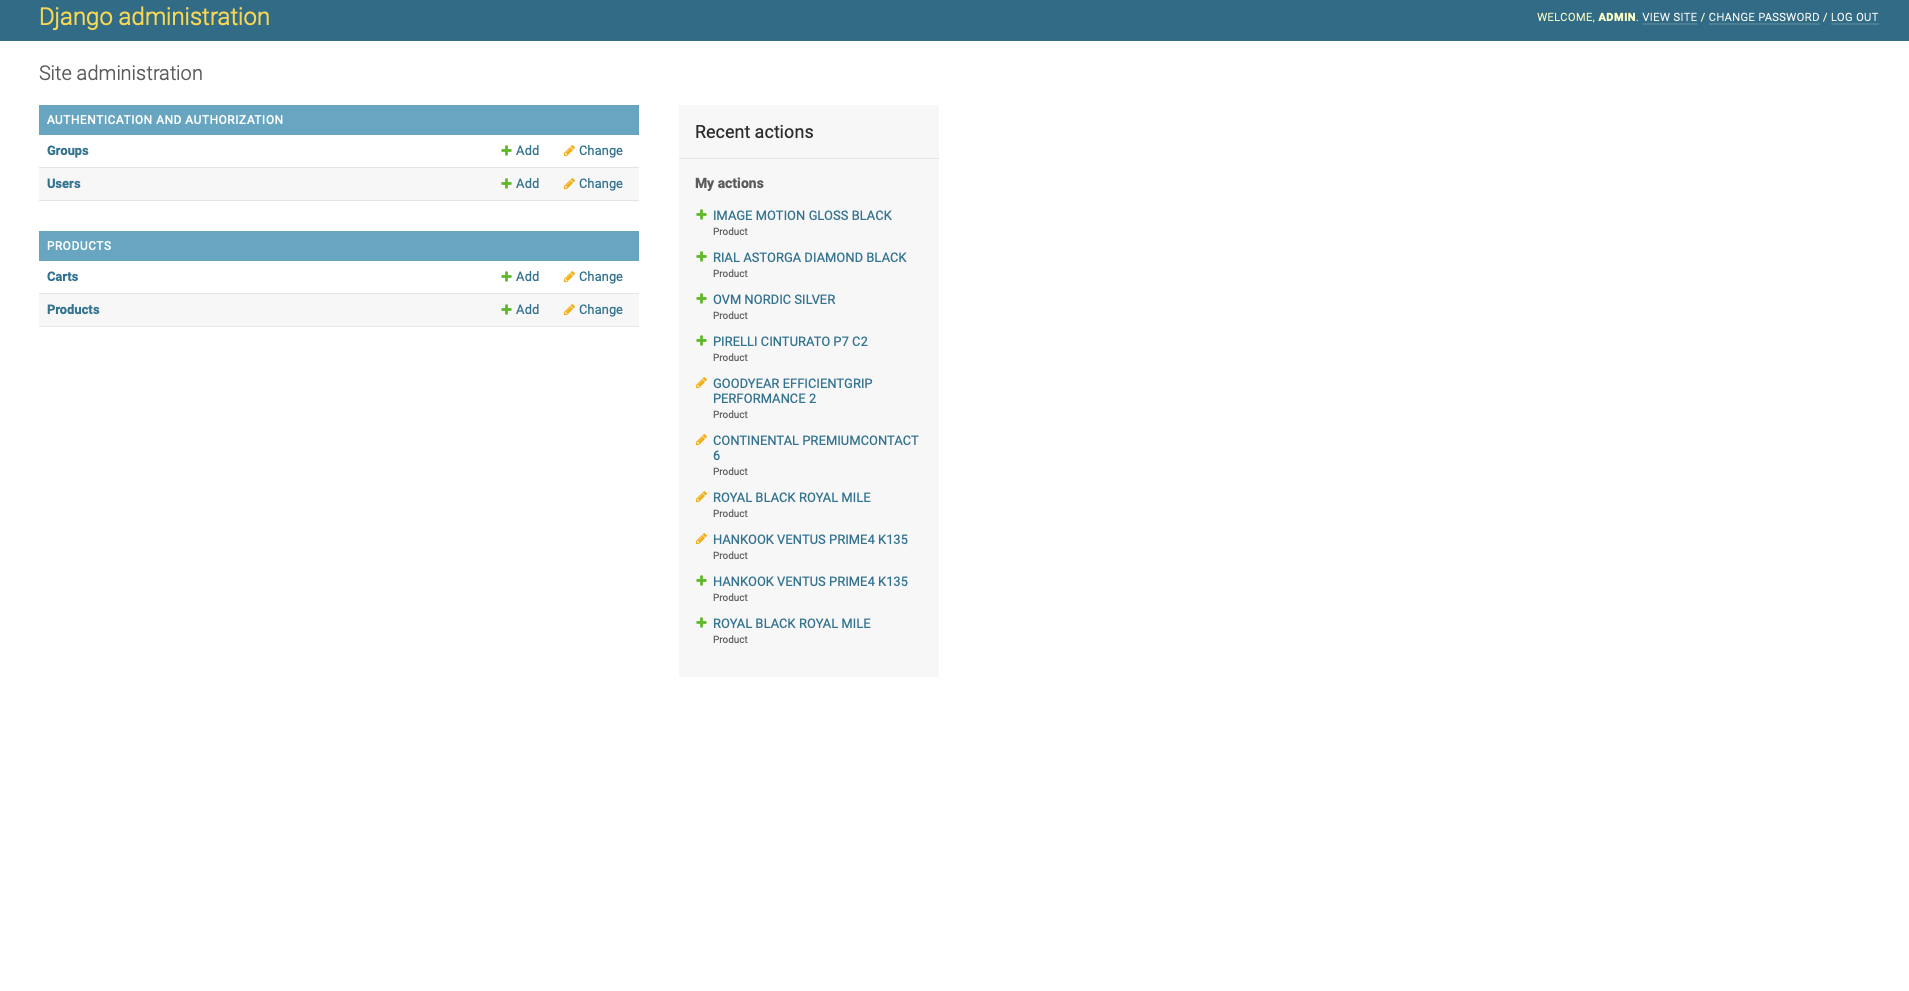 Django administration
WELCOME, ADMIN. VIEW SITE / CHANGE PASSWORD / LOG OUT
Site administration
AUTHENTICATION AND AUTHORIZATION
Groups Add Change
Users Add Change
PRODUCTS
Carts Add Change
Products Add Change
Recent actions
My actions
IMAGE MOTION GLOSS BLACK
Product
RIAL ASTORGA DIAMOND BLACK
Product
OVM NORDIC SILVER
Product
PIRELLI CINTURATO P7 C2
Product
GOODYEAR EFFICIENTGRIP
PERFORMANCE 2
Product
CONTINENTAL PREMIUMCONTACT
6
Product
ROYAL BLACK ROYAL MILE
Product
HANKOOK VENTUS PRIME4 K135
Product
HANKOOK VENTUS PRIME4 K135
Product
ROYAL BLACK ROYAL MILE
Product